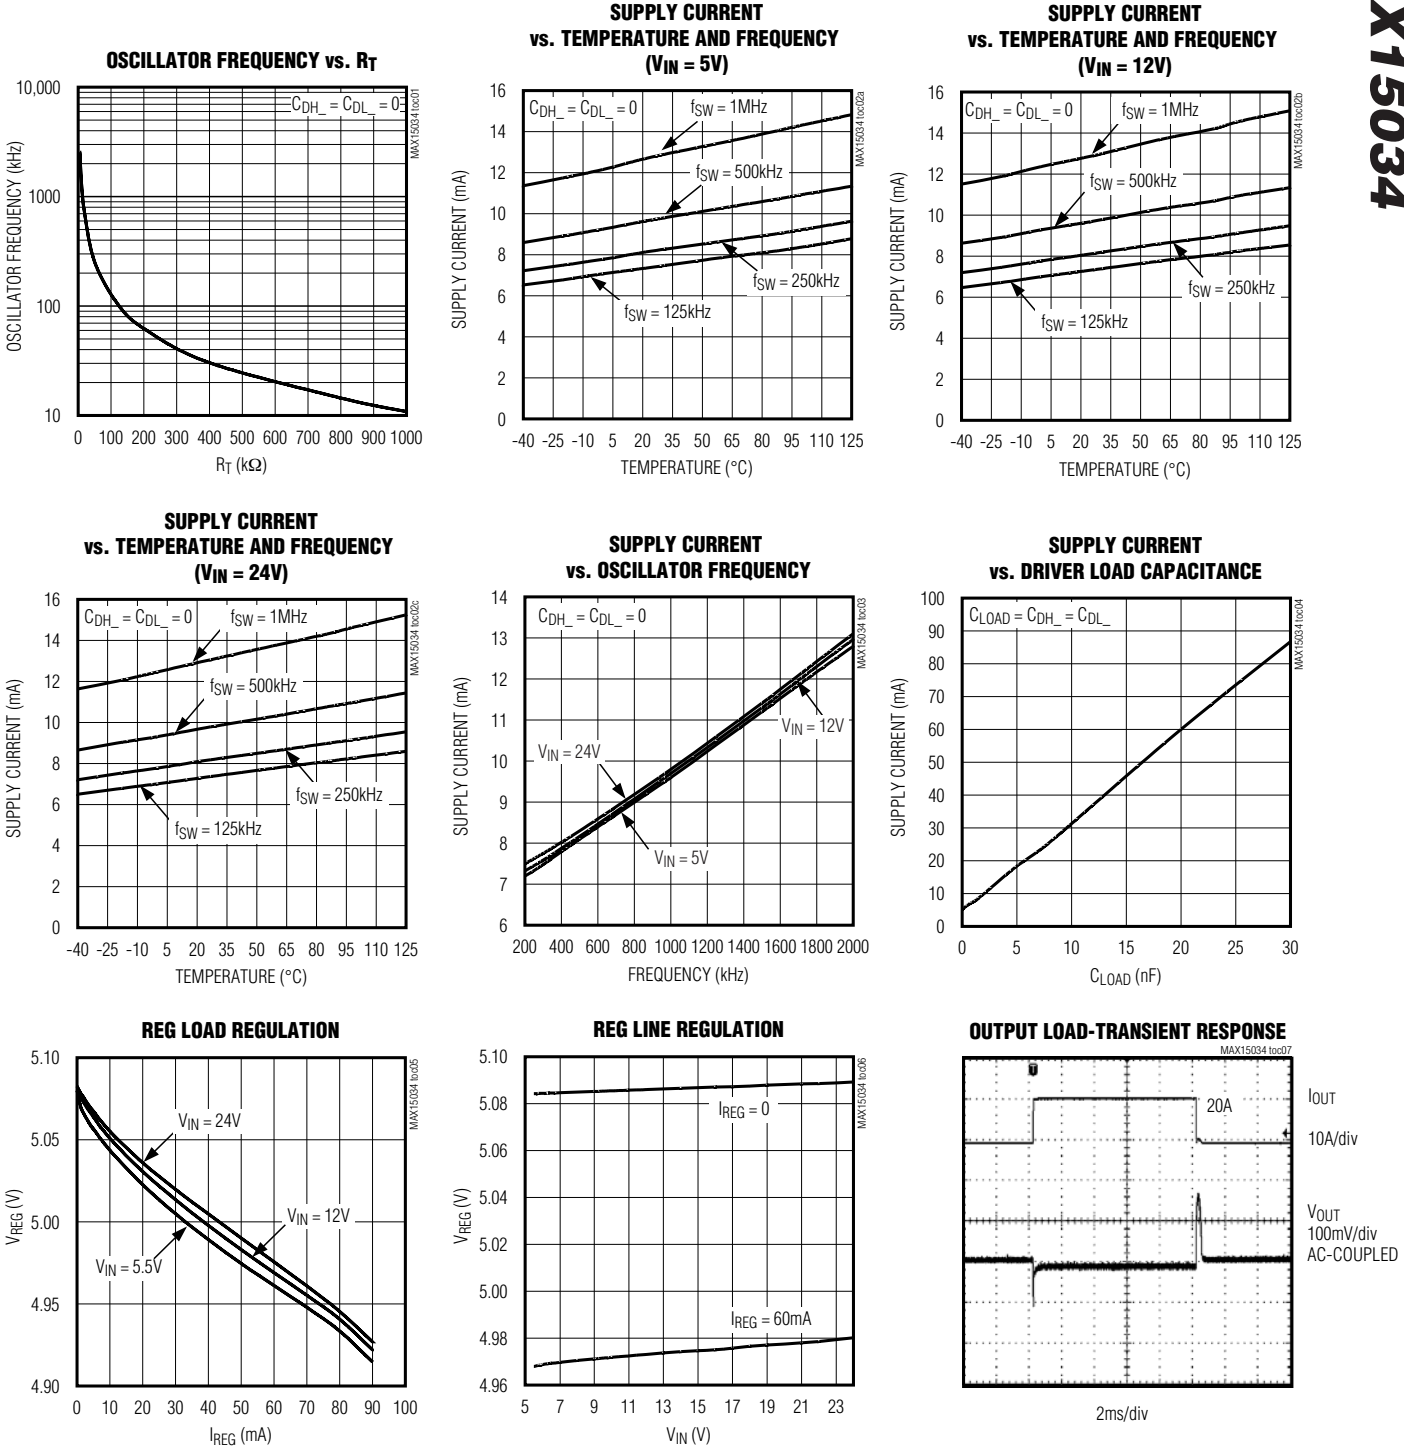 X15034
OSCILLATOR FREQUENCY vs. RT
OSCILLATOR FREQUENCY (kHz)
10,000
1000
100
10
CDH_ = CDL_ = 0
MAX15034 toc01
0 100 200 300 400 500 600 700 800 900 1000
RT (kΩ)
SUPPLY CURRENT
vs. TEMPERATURE AND FREQUENCY
(VIN = 5V)
SUPPLY CURRENT (mA)
16
14
12
10
8
6
4
2
0
CDH_ = CDL_ = 0
fSW = 1MHz
fSW = 500kHz
fSW = 250kHz
fSW = 125kHz
MAX15034 toc02a
-40 -25 -10 5 20 35 50 65 80 95 110 125
TEMPERATURE (°C)
SUPPLY CURRENT
vs. TEMPERATURE AND FREQUENCY
(VIN = 12V)
SUPPLY CURRENT (mA)
16
14
12
10
8
6
4
2
0
CDH_ = CDL_ = 0
fSW = 1MHz
fSW = 500kHz
fSW = 250kHz
fSW = 125kHz
MAX15034 toc02b
-40 -25 -10 5 20 35 50 65 80 95 110 125
TEMPERATURE (°C)
SUPPLY CURRENT
vs. TEMPERATURE AND FREQUENCY
(VIN = 24V)
SUPPLY CURRENT (mA)
16
14
12
10
8
6
4
2
0
CDH_ = CDL_ = 0
fSW = 1MHz
fSW = 500kHz
fSW = 250kHz
fSW = 125kHz
MAX15034 toc02c
-40 -25 -10 5 20 35 50 65 80 95 110 125
TEMPERATURE (°C)
SUPPLY CURRENT
vs. OSCILLATOR FREQUENCY
SUPPLY CURRENT (mA)
14
13
12
11
10
9
8
7
6
CDH_ = CDL_ = 0
VIN = 12V
VIN = 24V
VIN = 5V
MAX15034 toc03
200 400 600 800 1000 1200 1400 1600 1800 2000
FREQUENCY (kHz)
SUPPLY CURRENT
vs. DRIVER LOAD CAPACITANCE
SUPPLY CURRENT (mA)
100
90
80
70
60
50
40
30
20
10
0
CLOAD = CDH_ = CDL_
MAX15034 toc04
0 5 10 15 20 25 30
CLOAD (nF)
REG LOAD REGULATION
VREG (V)
5.10
5.05
5.00
4.95
4.90
VIN = 24V
VIN = 12V
VIN = 5.5V
MAX15034 toc05
0 10 20 30 40 50 60 70 80 90 100
IREG (mA)
REG LINE REGULATION
VREG (V)
5.10
5.08
5.06
5.04
5.02
5.00
4.98
4.96
IREG = 0
IREG = 60mA
MAX15034 toc06
5 7 9 11 13 15 17 19 21 23
VIN (V)
OUTPUT LOAD-TRANSIENT RESPONSE
MAX15034 toc07
T
20A
IOUT
10A/div
VOUT
100mV/div
AC-COUPLED
2ms/div